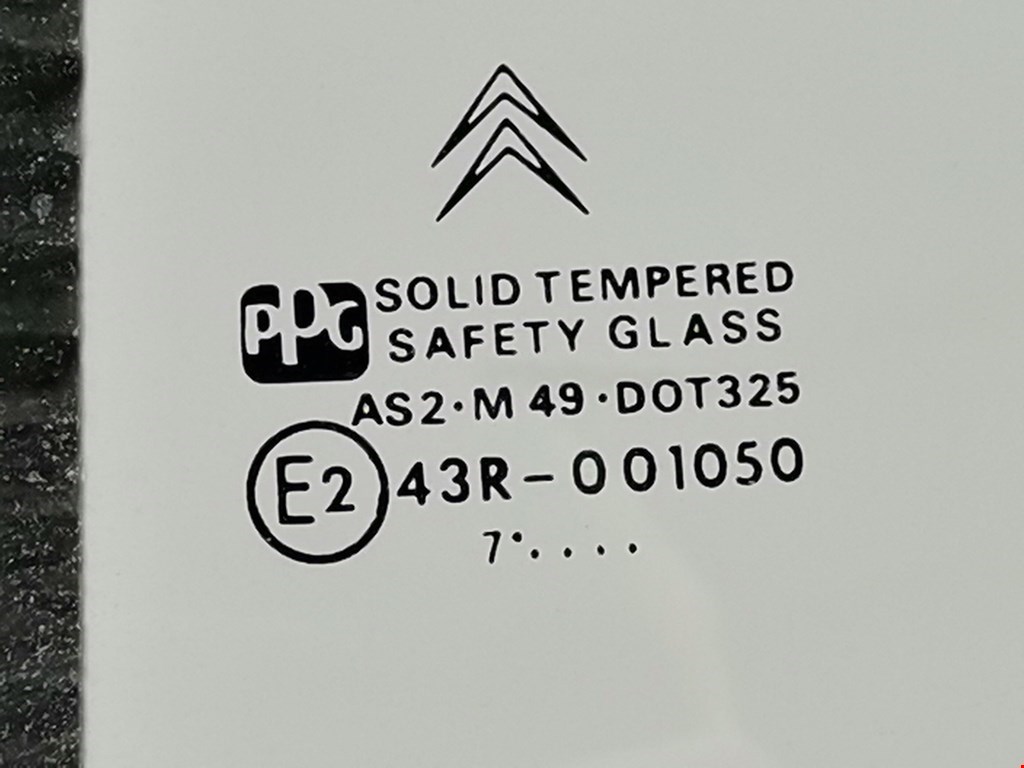 PPG SOLID TEMPERED
SAFETY GLASS
AS2·M 49·DOT325
E2 43R-001050
7·....